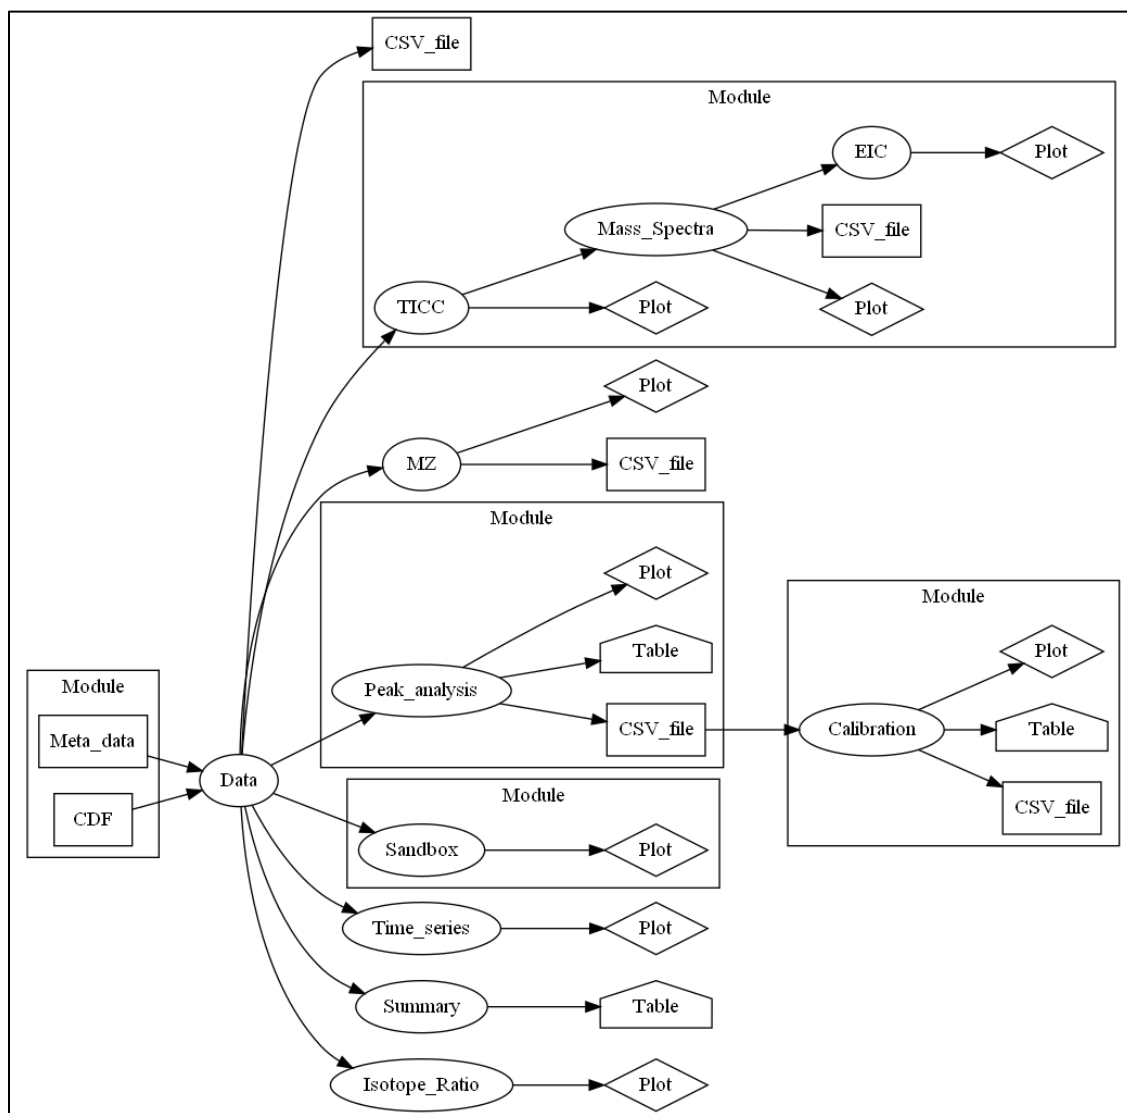 CSV_file
Module
EIC
Plot
Mass_Spectra
CSV_file
TICC
Plot
Plot
Plot
MZ
CSV_file
Module
Plot
Module
Table
Plot
Peak_analysis
CSV_file
Calibration
Table
CSV_file
Module
Meta_data
CDF
Data
Module
Sandbox
Plot
Time_series
Plot
Summary
Table
Isotope_Ratio
Plot